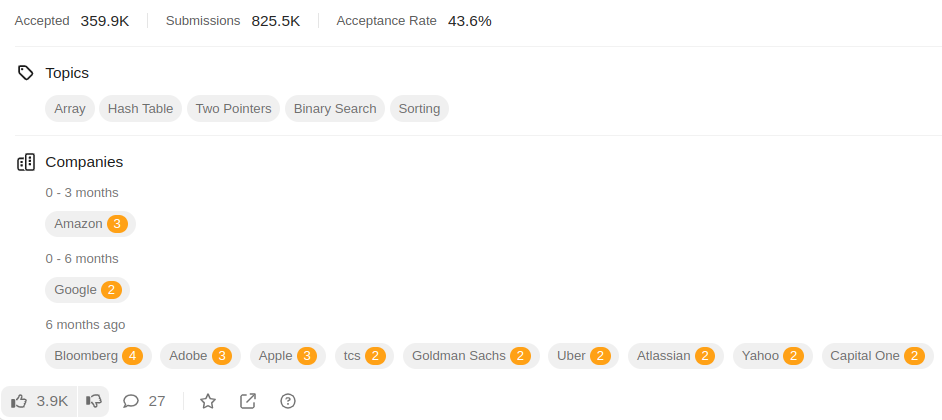 Accepted 359.9K Submissions 825.5K Acceptance Rate 43.6%
Topics
Array Hash Table Two Pointers Binary Search Sorting
Companies
0 - 3 months
Amazon 3
0 - 6 months
Google 2
6 months ago
Bloomberg 4 Adobe 3 Apple 3 tcs 2 Goldman Sachs 2 Uber 2 Atlassian 2 Yahoo 2 Capital One 2
3.9K 27